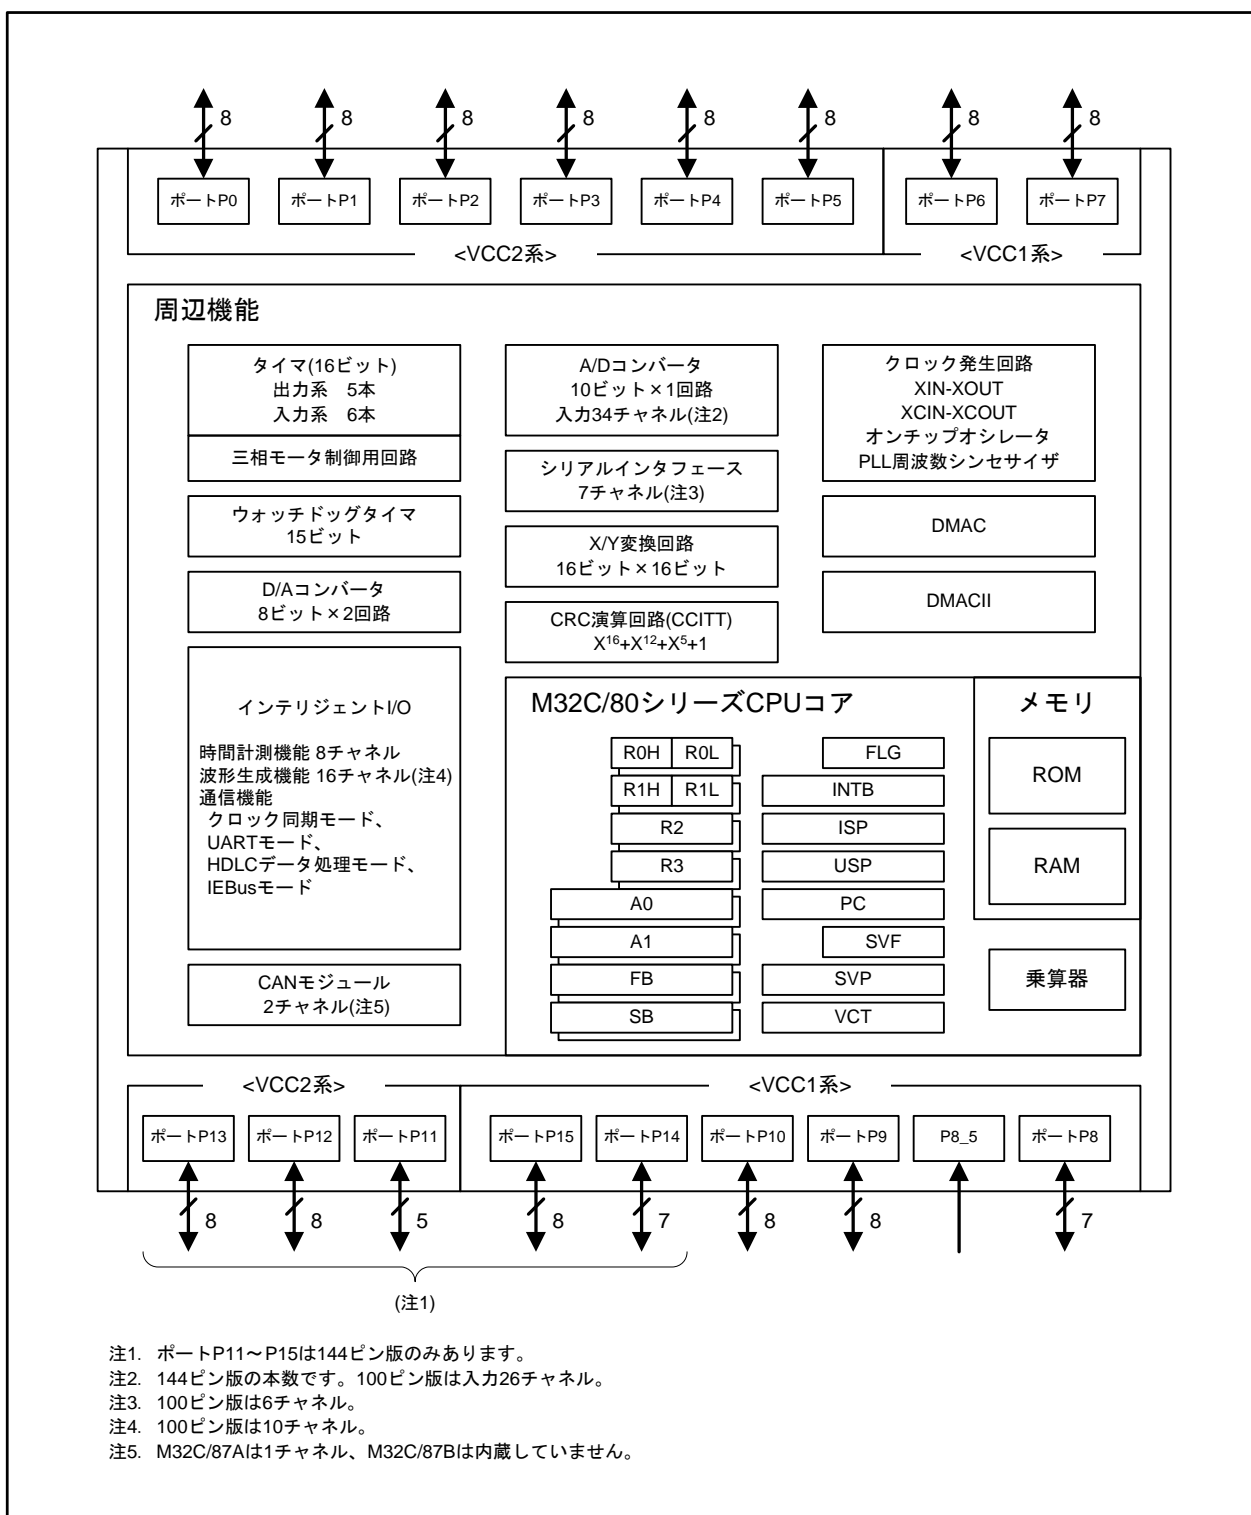 8 8 8 8 8 8 8 8
ポートP0 ポートP1 ポートP2 ポートP3 ポートP4 ポートP5 ポートP6 ポートP7
<VCC2系> <VCC1系>
周辺機能
タイマ(16ビット)
出力系 5本
入力系 6本
三相モータ制御用回路
ウォッチドッグタイマ
15ビット
D/Aコンバータ
8ビット×2回路
インテリジェントI/O
時間計測機能 8チャネル
波形生成機能 16チャネル(注4)
通信機能
クロック同期モード、
UARTモード、
HDLCデータ処理モード、
IEBusモード
CANモジュール
2チャネル(注5)
A/Dコンバータ
10ビット×1回路
入力34チャネル(注2)
シリアルインタフェース
7チャネル(注3)
X/Y変換回路
16ビット×16ビット
CRC演算回路(CCITT)
X¹⁶+X¹²+X⁵+1
クロック発生回路
XIN-XOUT
XCIN-XCOUT
オンチップオシレータ
PLL周波数シンセサイザ
DMAC
DMACII
M32C/80シリーズCPUコア
R0H R0L
R1H R1L
R2
R3
A0
A1
FB
SB
FLG
INTB
ISP
USP
PC
SVF
SVP
VCT
メモリ
ROM
RAM
乗算器
<VCC2系> <VCC1系>
ポートP13 ポートP12 ポートP11 ポートP15 ポートP14 ポートP10 ポートP9 P8_5 ポートP8
8 8 5 8 7 8 8 7
(注1)
注1. ポートP11～P15は144ピン版のみあります。
注2. 144ピン版の本数です。100ピン版は入力26チャネル。
注3. 100ピン版は6チャネル。
注4. 100ピン版は10チャネル。
注5. M32C/87Aは1チャネル、M32C/87Bは内蔵していません。